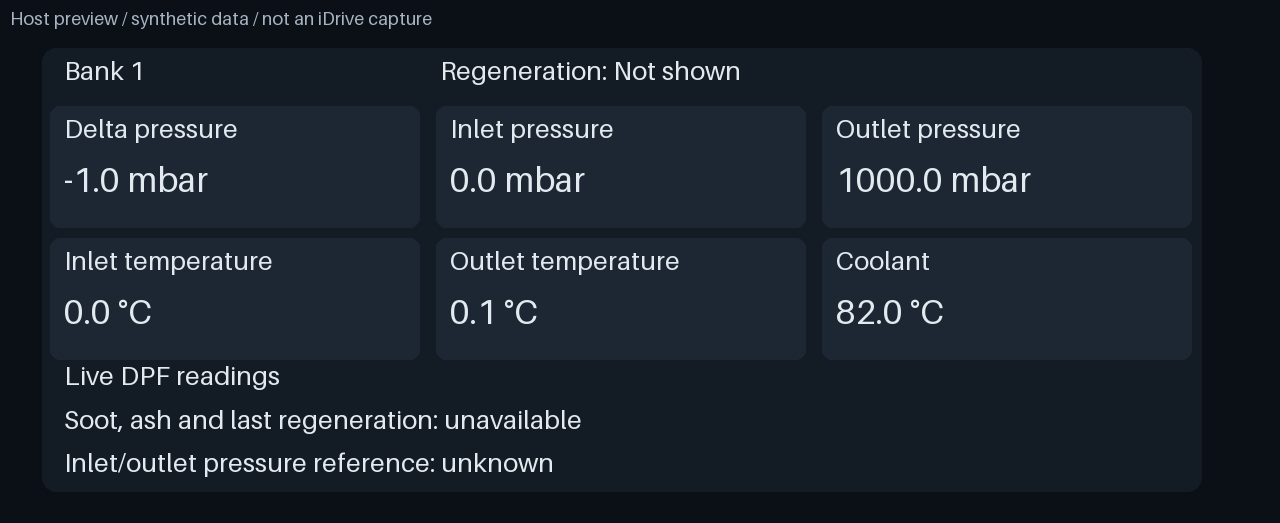 Host preview / synthetic data / not an iDrive capture
Bank 1
Regeneration: Not shown
Delta pressure
-1.0 mbar
Inlet pressure
0.0 mbar
Outlet pressure
1000.0 mbar
Inlet temperature
0.0 °C
Outlet temperature
0.1 °C
Coolant
82.0 °C
Live DPF readings
Soot, ash and last regeneration: unavailable
Inlet/outlet pressure reference: unknown